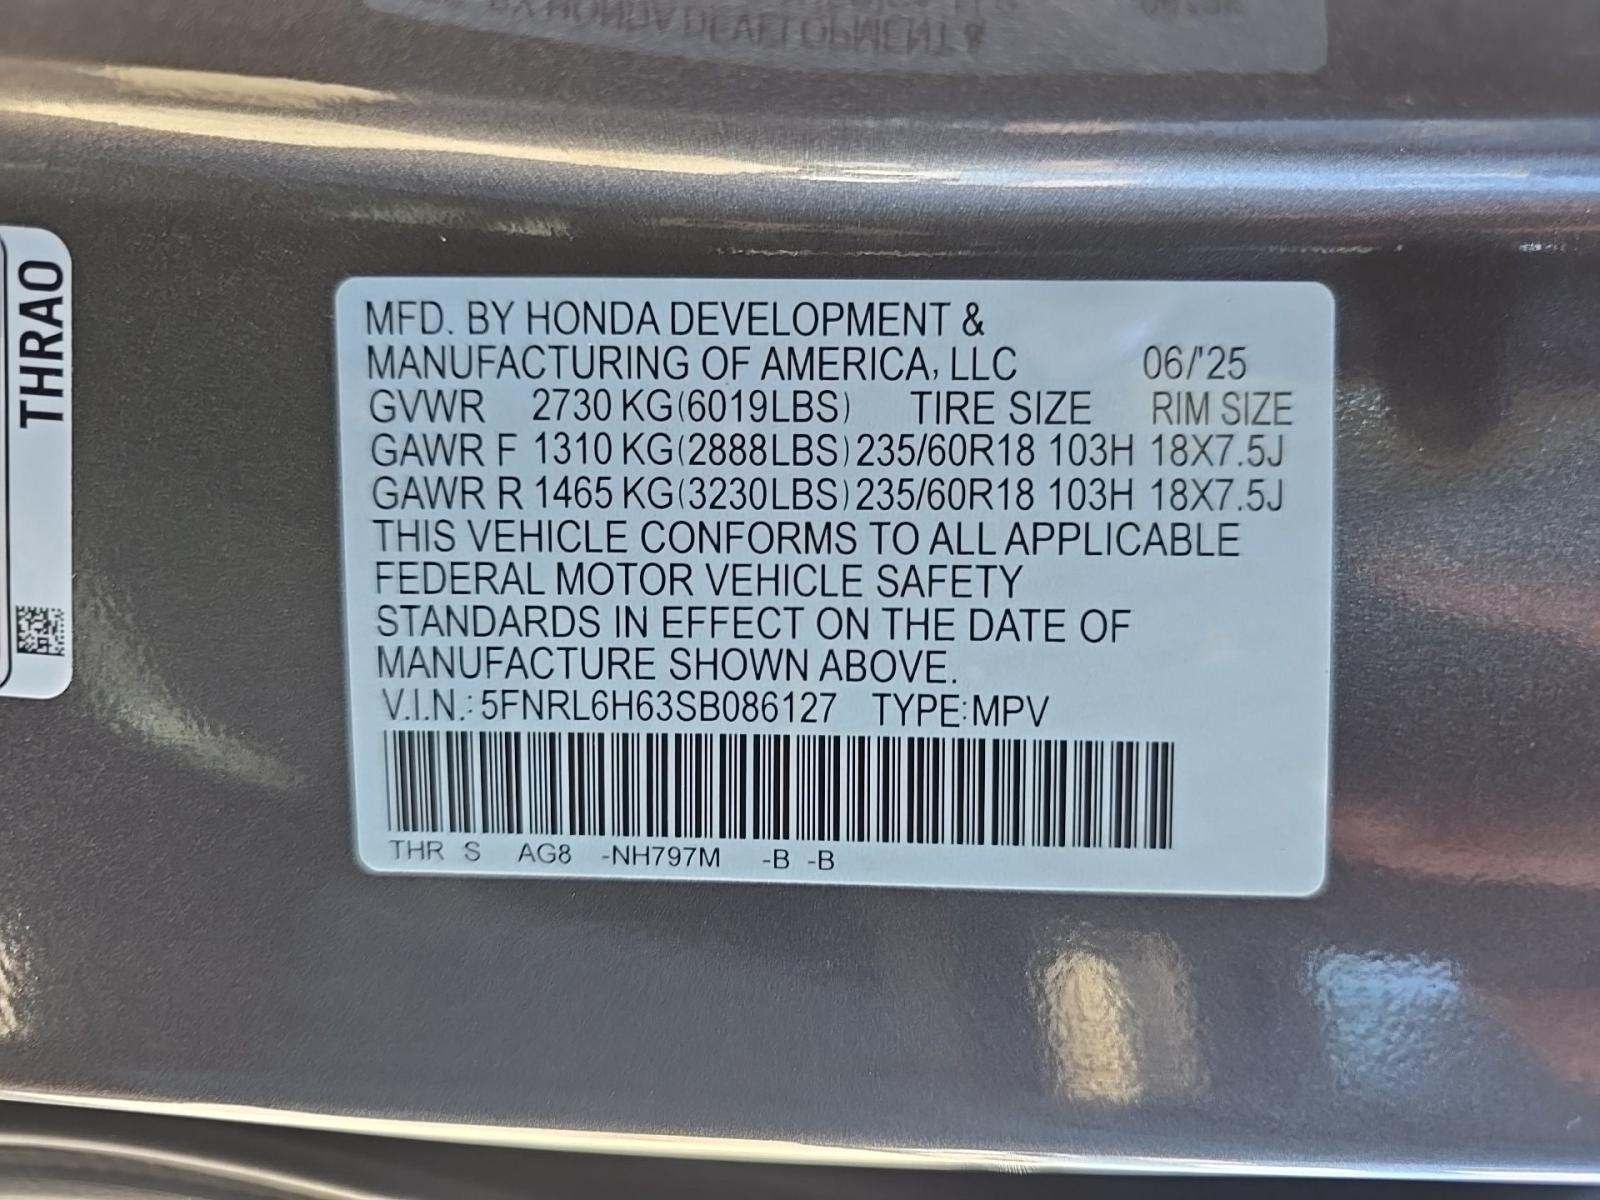 MFD. BY HONDA DEVELOPMENT &
MANUFACTURING OF AMERICA, LLC 06/'25
GVWR 2730 KG(6019LBS) TIRE SIZE RIM SIZE
GAWR F 1310 KG(2888LBS) 235/60R18 103H 18X7.5J
GAWR R 1465 KG(3230LBS) 235/60R18 103H 18X7.5J
THIS VEHICLE CONFORMS TO ALL APPLICABLE
FEDERAL MOTOR VEHICLE SAFETY
STANDARDS IN EFFECT ON THE DATE OF
MANUFACTURE SHOWN ABOVE.
V.I.N.: 5FNRL6H63SB086127 TYPE:MPV
THR S AG8 -NH797M -B -B
THRAO